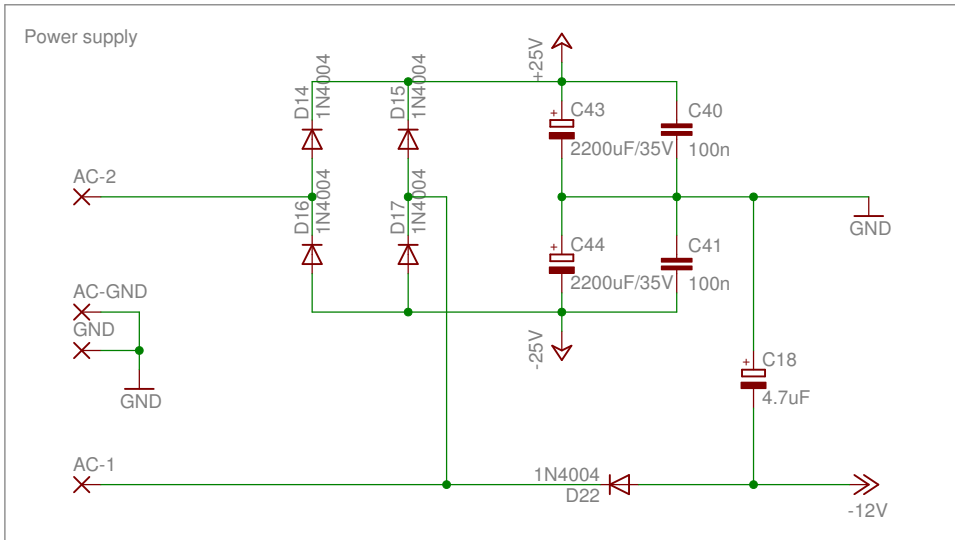 Power supply
+25V
D14
1N4004
D15
1N4004
C43
2200uF/35V
+
C40
100n
AC-2
D16
1N4004
D17
1N4004
GND
C44
2200uF/35V
+
C41
100n
AC-GND
GND
GND
-25V
C18
+
4.7uF
AC-1
1N4004
D22
-12V